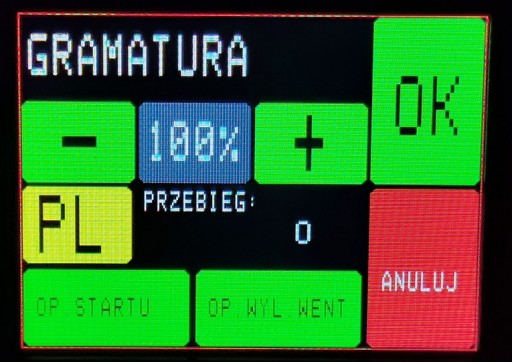 GRAMATURA
OK
- 100% +
PL
PRZEBIEG:
0
ANULUJ
OP.STARTU
OP.WYL.WENT